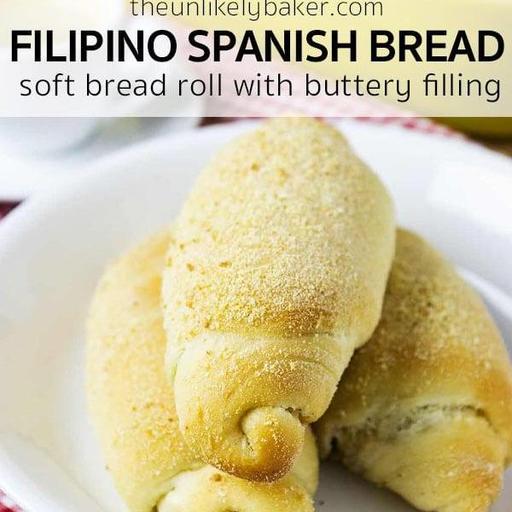 theunlikelybaker.com
FILIPINO SPANISH BREAD
soft bread roll with buttery filling